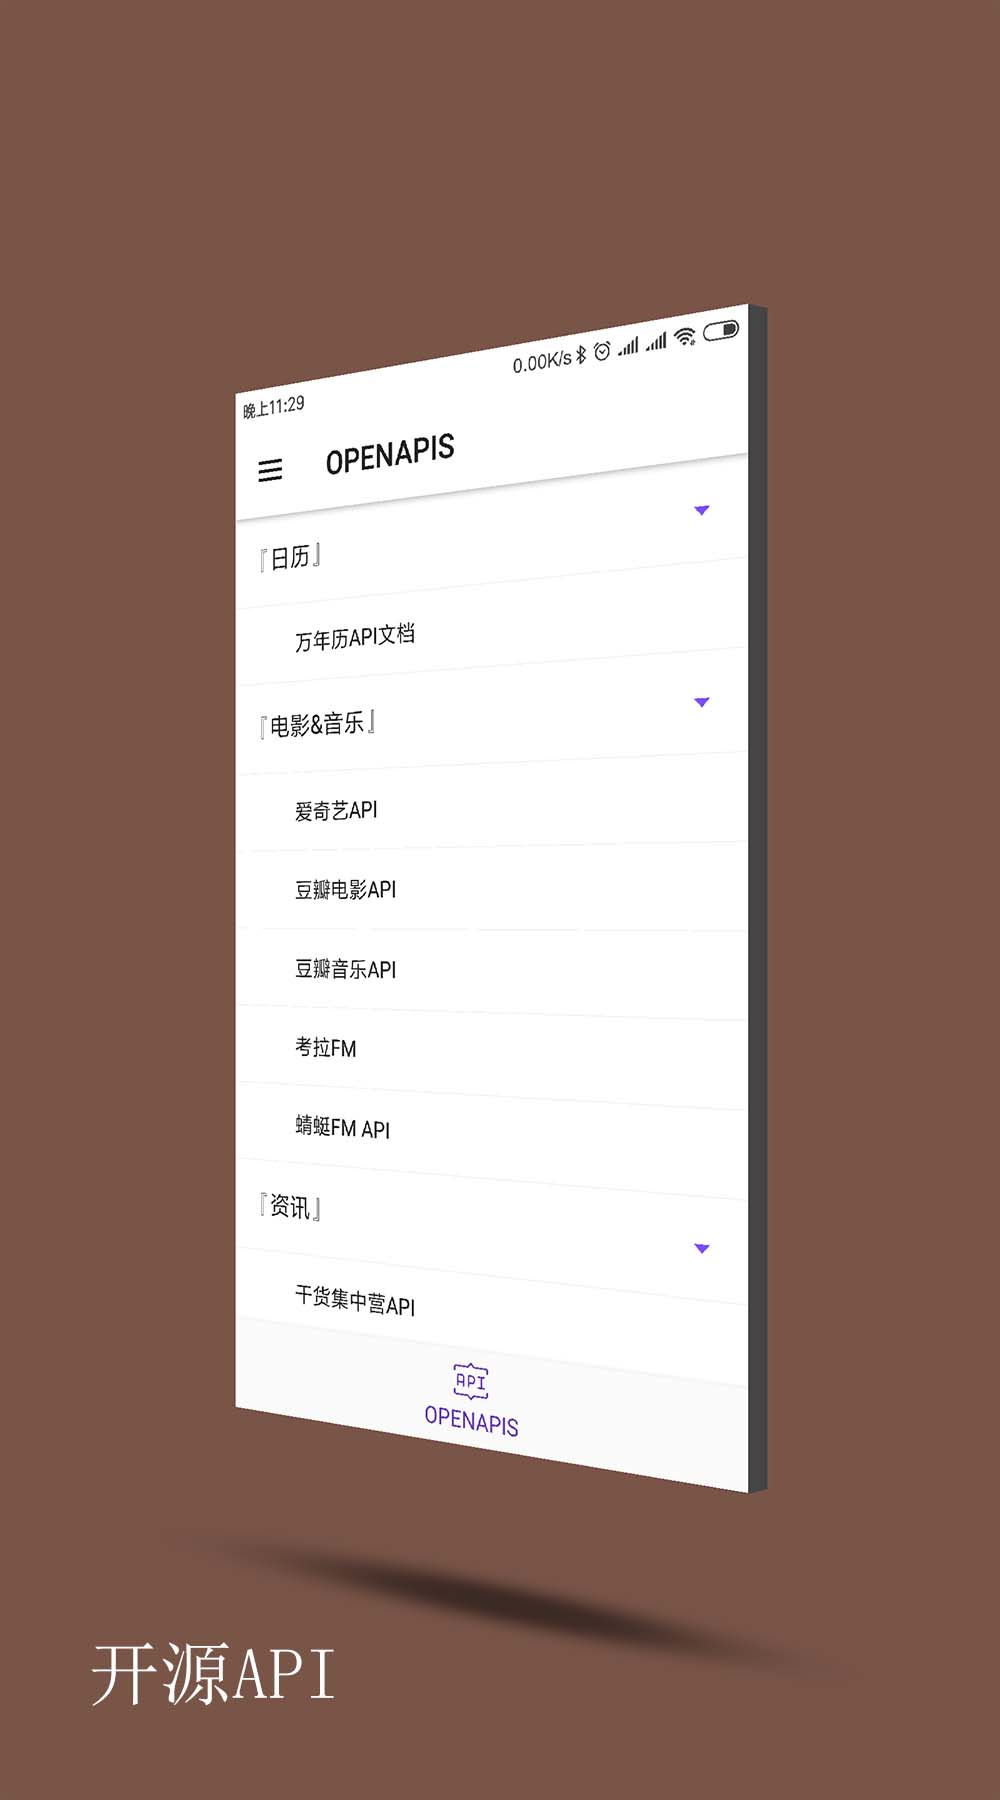 晚上11:29 0.00K/s
OPENAPIS
『日历』
万年历API文档
『电影&音乐』
爱奇艺API
豆瓣电影API
豆瓣音乐API
考拉FM
蜻蜓FM API
『资讯』
干货集中营API
API
OPENAPIS
开源API